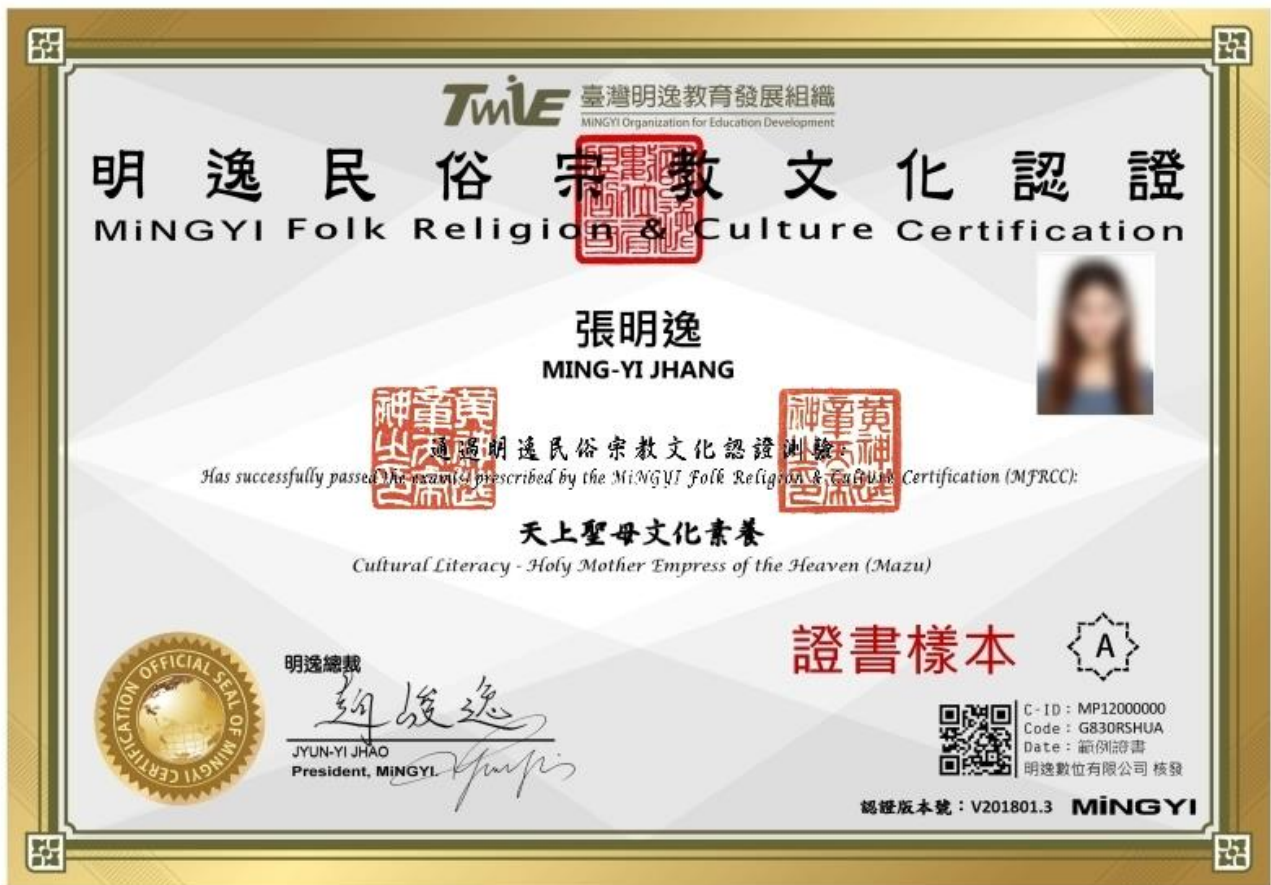 TMiE 臺灣明逸教育發展組織
MiNGYI Organization for Education Development
明逸民俗宗教文化認證
MiNGYI Folk Religion & Culture Certification
張明逸
MING-YI JHANG
通過明逸民俗宗教文化認證測驗:
Has successfully passed the exam(s) prescribed by the MiNGYI Folk Religion & Culture Certification (MFRCC):
天上聖母文化素養
Cultural Literacy - Holy Mother Empress of the Heaven (Mazu)
證書樣本
A
CERTIFICATION OFFICIAL SEAL OF MINGYI
明逸總裁
趙峻逸
JYUN-YI JHAO
President, MiNGYI.
C-ID：MP12000000
Code：G830RSHUA
Date：範例證書
明逸數位有限公司 核發
認證版本號：V201801.3 MiNGYI